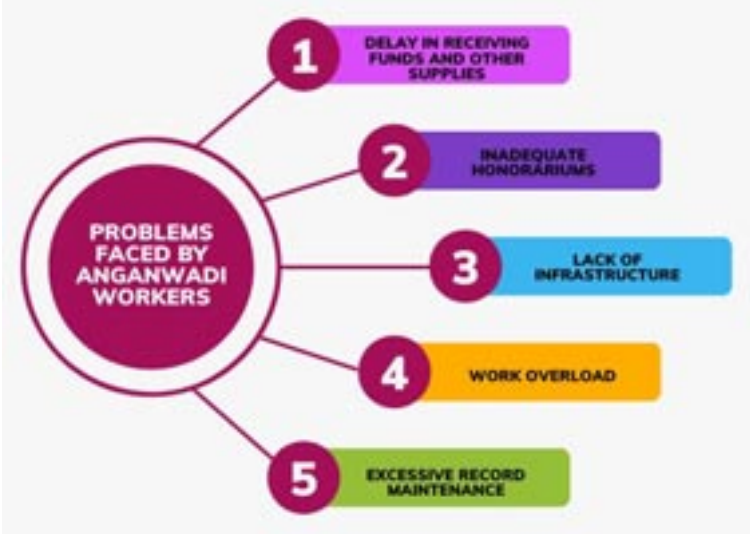 PROBLEMS
FACED BY
ANGANWADI
WORKERS
1
DELAY IN RECEIVING
FUNDS AND OTHER
SUPPLIES
2
INADEQUATE
HONORARIUMS
3
LACK OF
INFRASTRUCTURE
4
WORK OVERLOAD
5
EXCESSIVE RECORD
MAINTENANCE